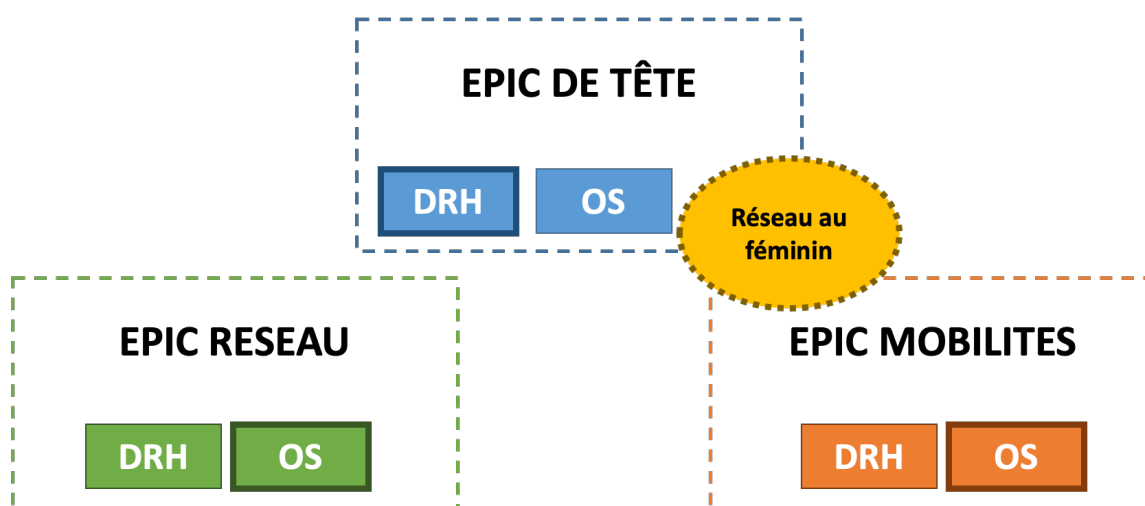 EPIC DE TÊTE
DRH
OS
Réseau au
féminin
EPIC RESEAU
EPIC MOBILITES
DRH
OS
DRH
OS